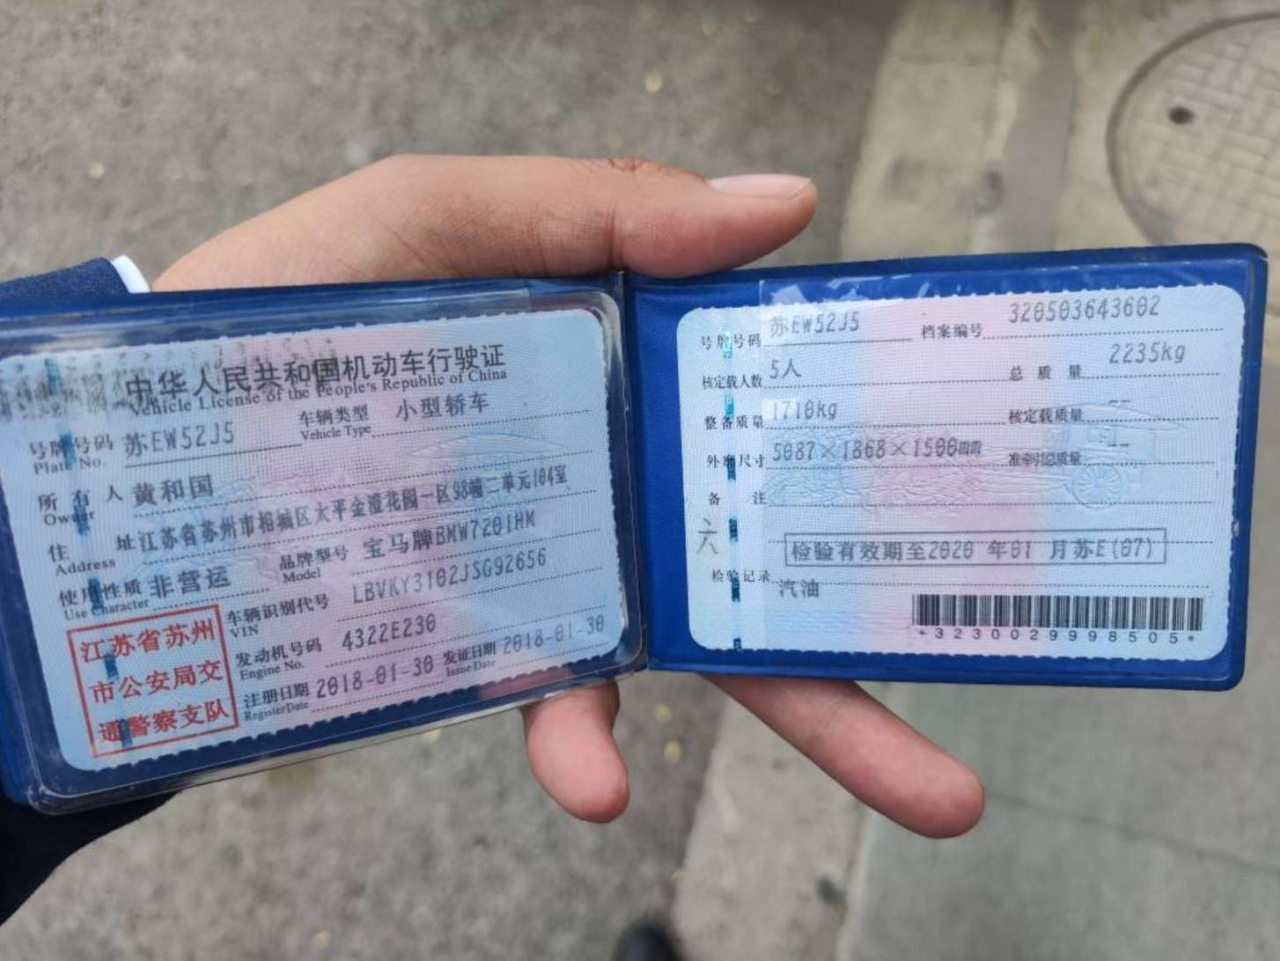 中华人民共和国机动车行驶证
Vehicle License of the People's Republic of China
号牌号码 苏EW52J5 车辆类型 小型轿车
Plate No. Vehicle Type
所有人 黄和国
Owner
住址 江苏省苏州市相城区太平金澄花园一区98幢二单元104室
Address
使用性质 非营运 品牌型号 宝马牌BMW7201HM
Use Character Model
江苏省苏州
市公安局交
通警察支队
车辆识别代号 LBVKY3102JSG92656
VIN
发动机号码 4322E230
Engine No.
注册日期 2018-01-30 发证日期 2018-01-30
Register Date Issue Date
号牌号码 苏EW52J5 档案编号 320503643602
核定载人数 5人 总质量 2235kg
整备质量 1710kg 核定载质量 --
外廓尺寸 5087×1868×1500mm 准牵引总质量 --
备注
六
检验有效期至2020 年01 月苏E(07)
检验记录
汽油
*3230029998505*